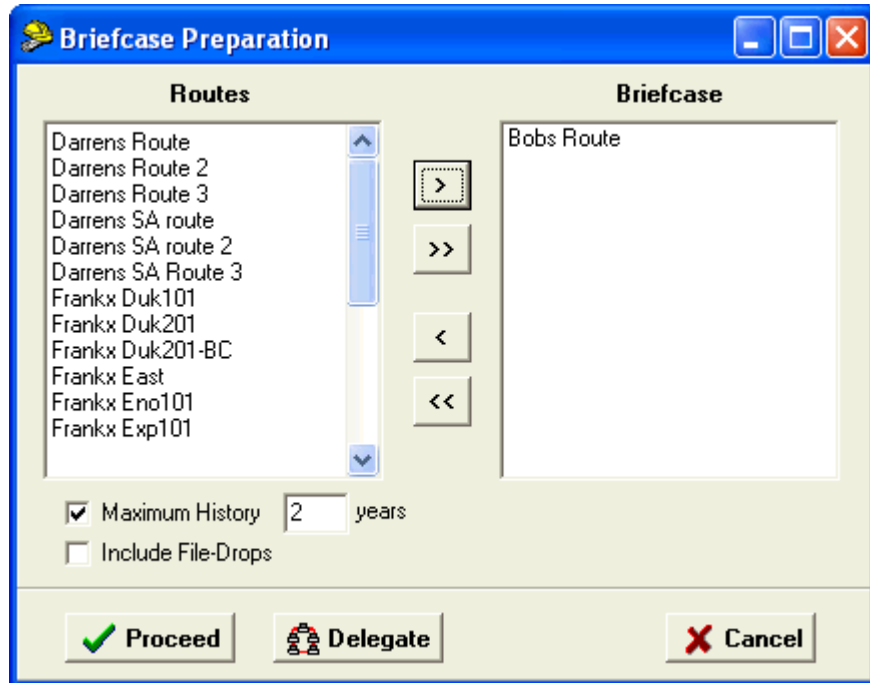 Briefcase Preparation
Routes
Briefcase
Darrens Route
Darrens Route 2
Darrens Route 3
Darrens SA route
Darrens SA route 2
Darrens SA Route 3
Frankx Duk101
Frankx Duk201
Frankx Duk201-BC
Frankx East
Frankx Eno101
Frankx Exp101
>
>>
<
<<
Bobs Route
Maximum History 2 years
Include File-Drops
Proceed
Delegate
Cancel